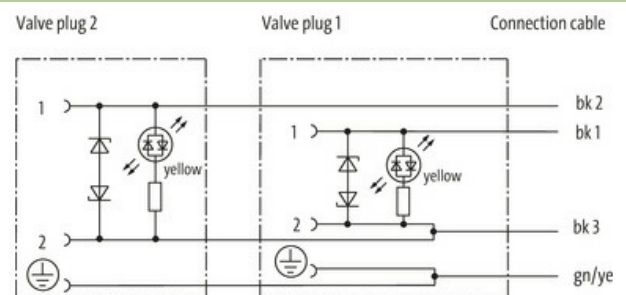 Valve plug 2 Valve plug 1 Connection cable
1 bk 2
1 bk 1
yellow yellow
2 bk 3
2
gn/ye